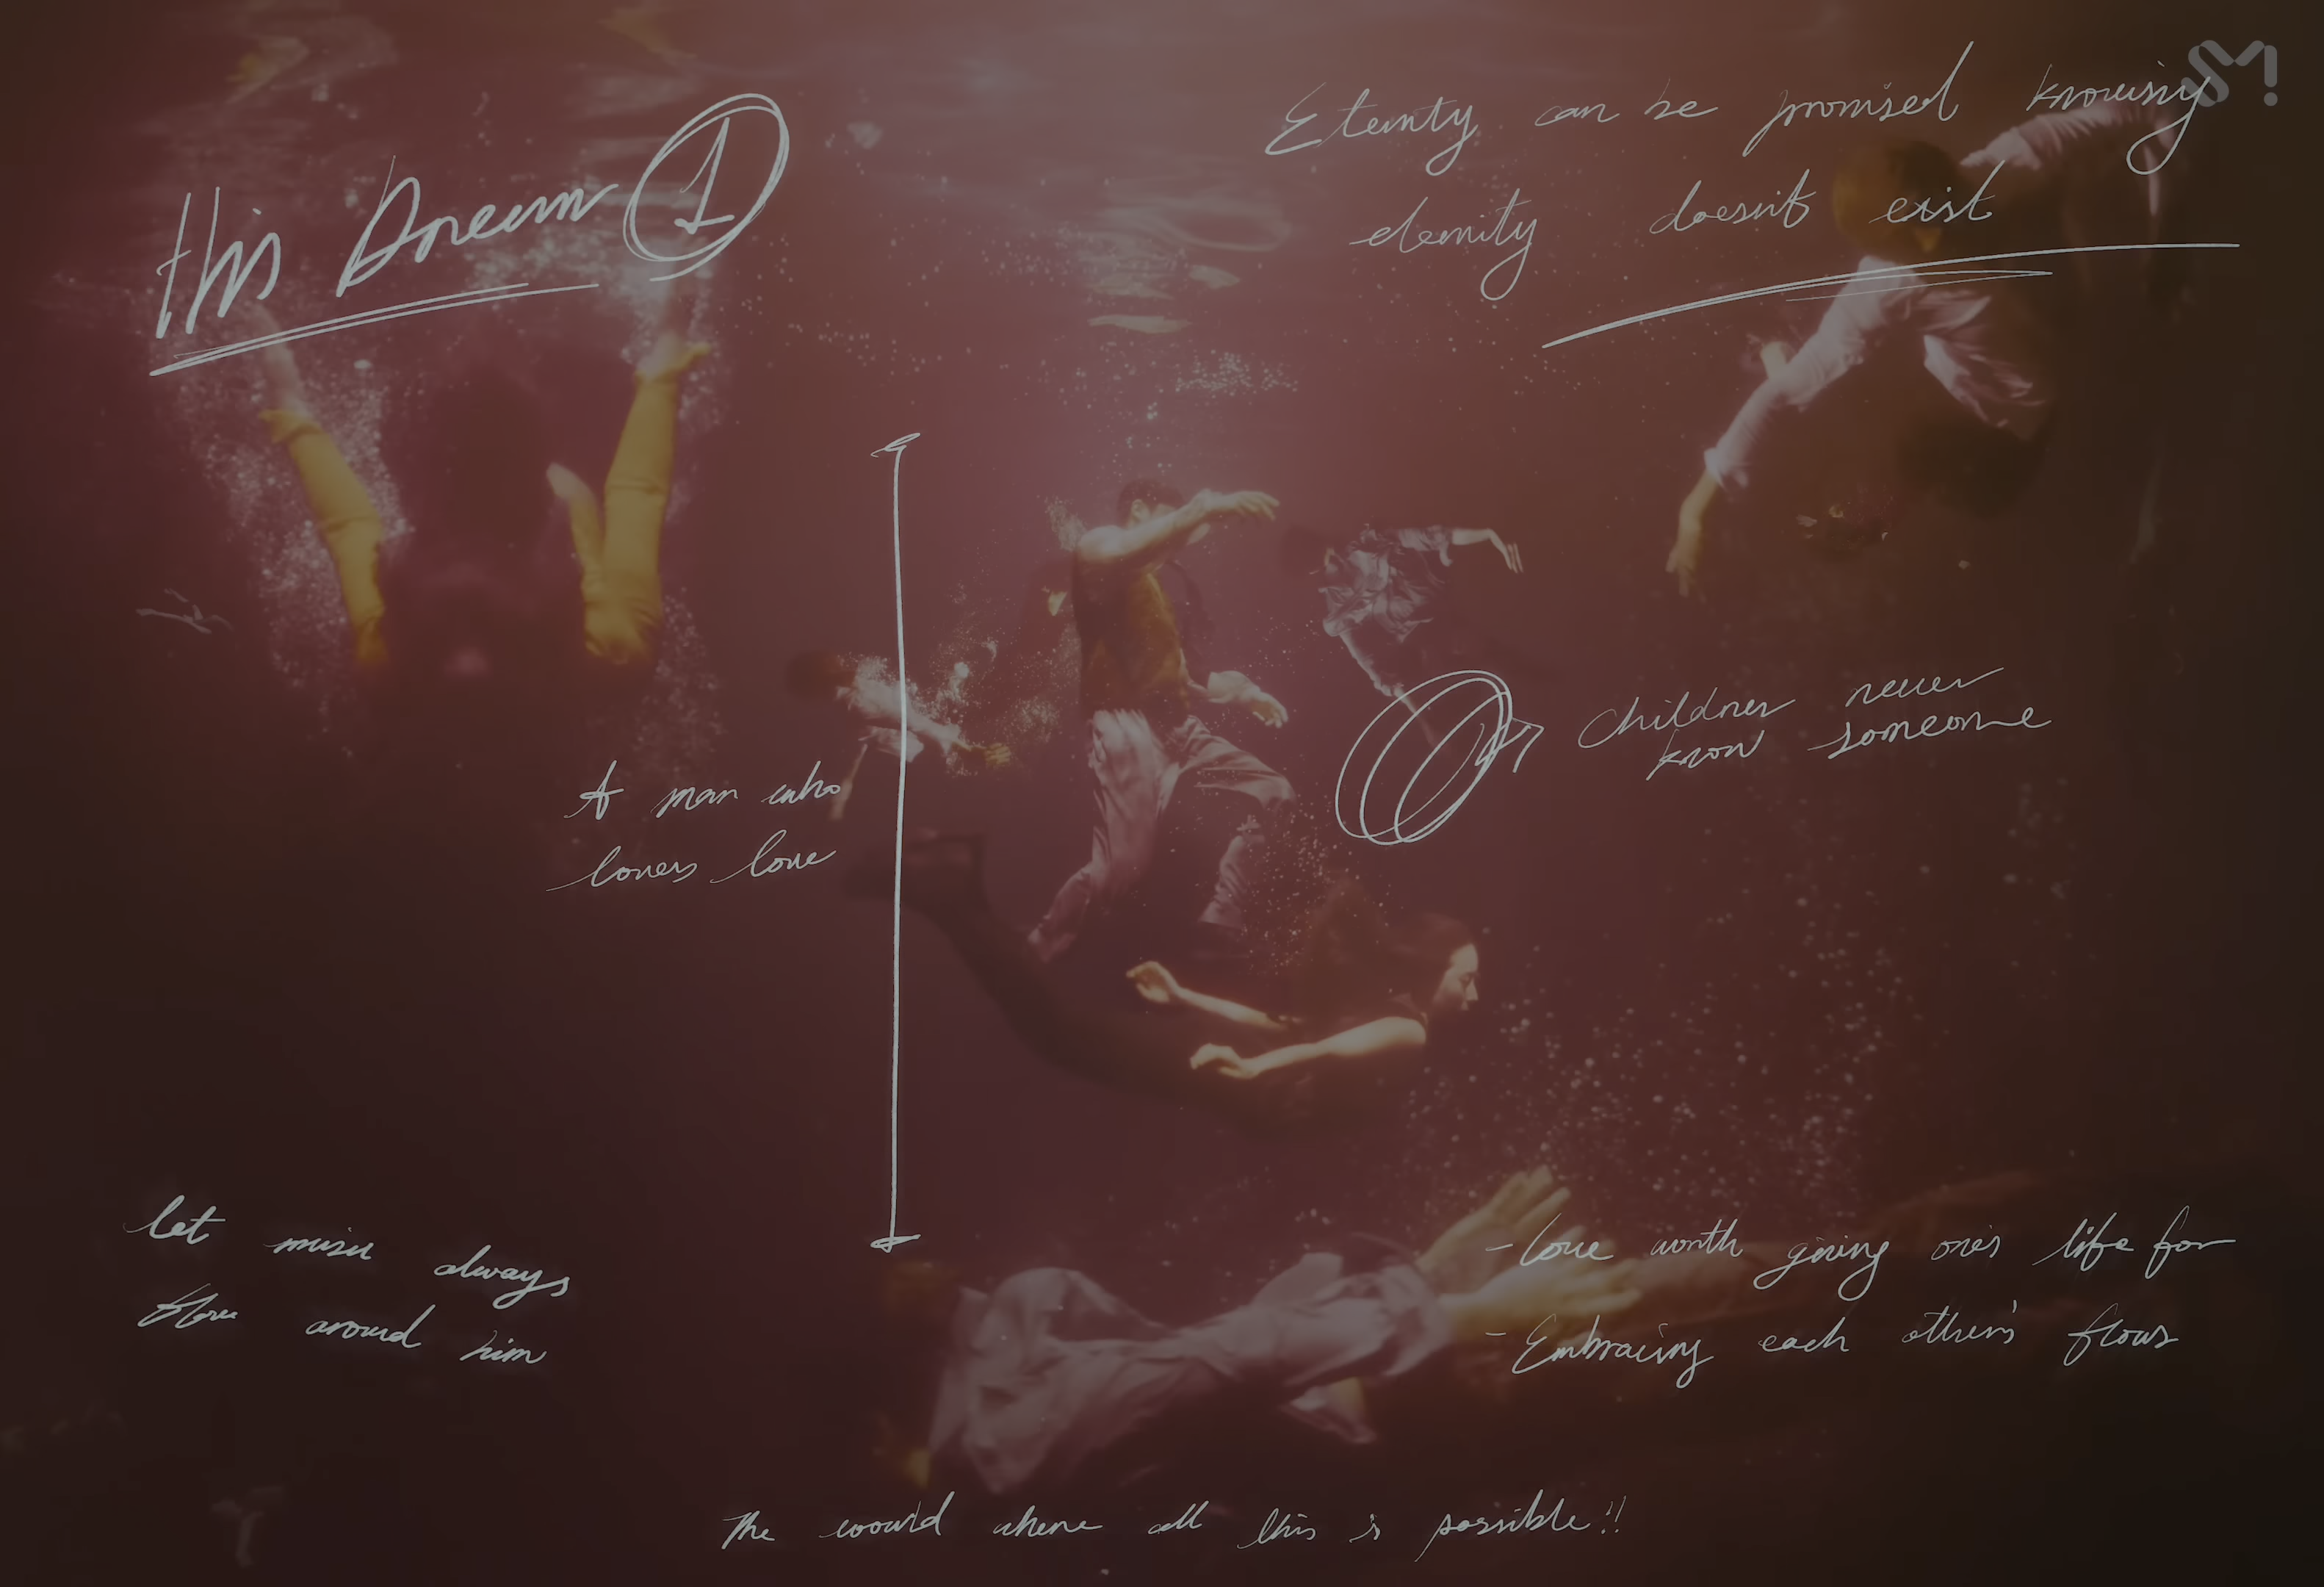 this Dream ①
Eternity can be promised knowing
eternity doesn't exist
children never
know someone
A man who
loves love
let music always
flow around him
- love worth giving one's life for
- Embracing each other's flaws
The world where all this is possible!!
SM!